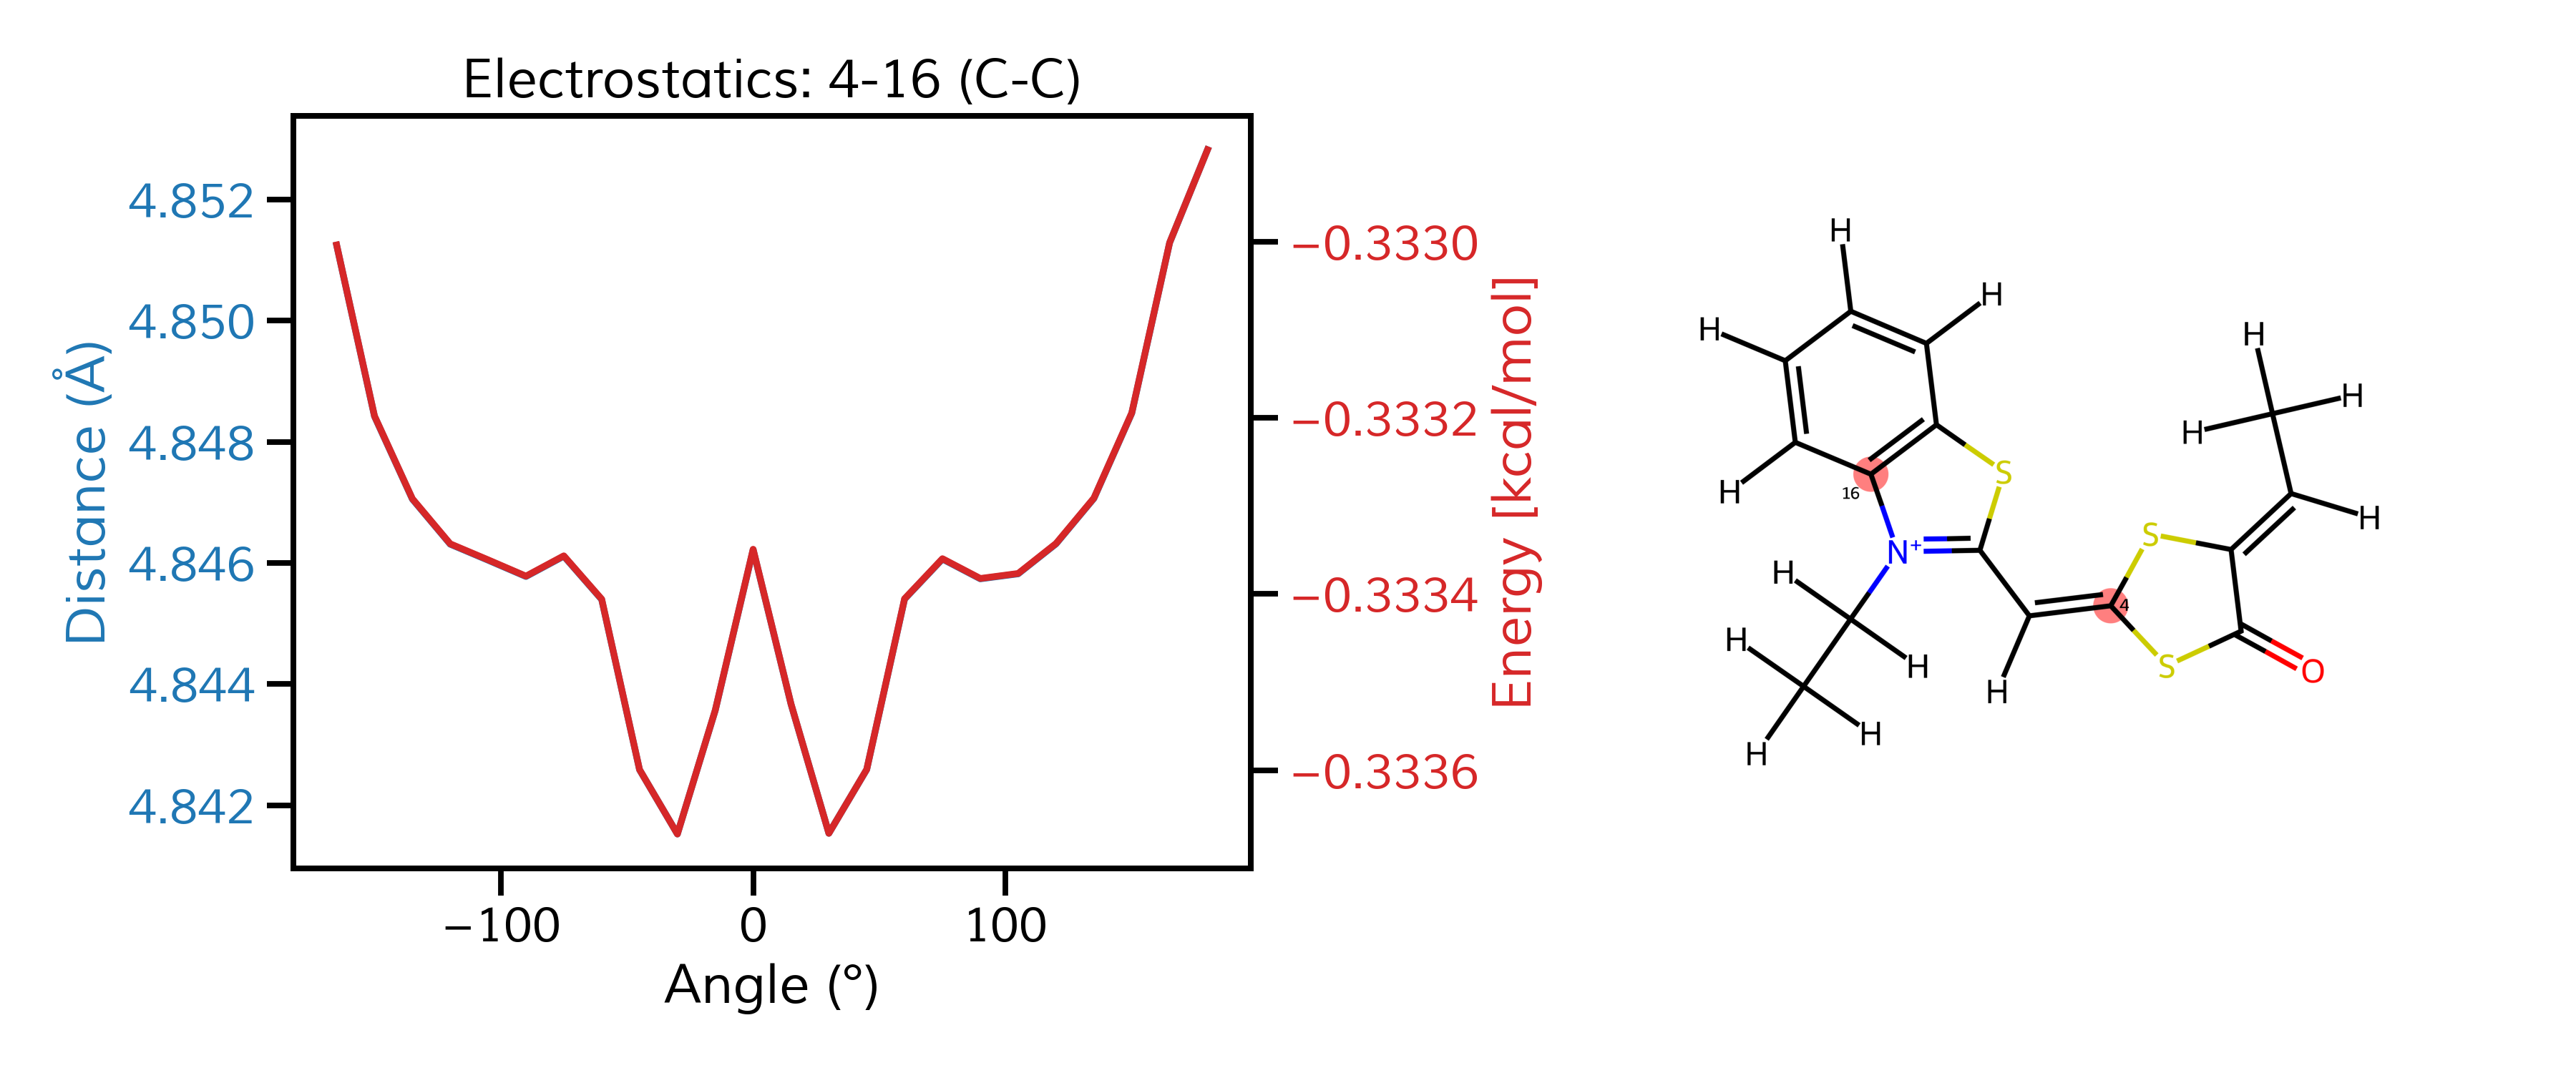 Electrostatics: 4-16 (C-C)
Distance (Å)
4.852
4.850
4.848
4.846
4.844
4.842
−100
0
100
Angle (°)
−0.3330
−0.3332
−0.3334
−0.3336
Energy [kcal/mol]
H
H
H
H
H
H
S
H
16
H
H
S
N+
H
4
H
H
S
O
H
H
H